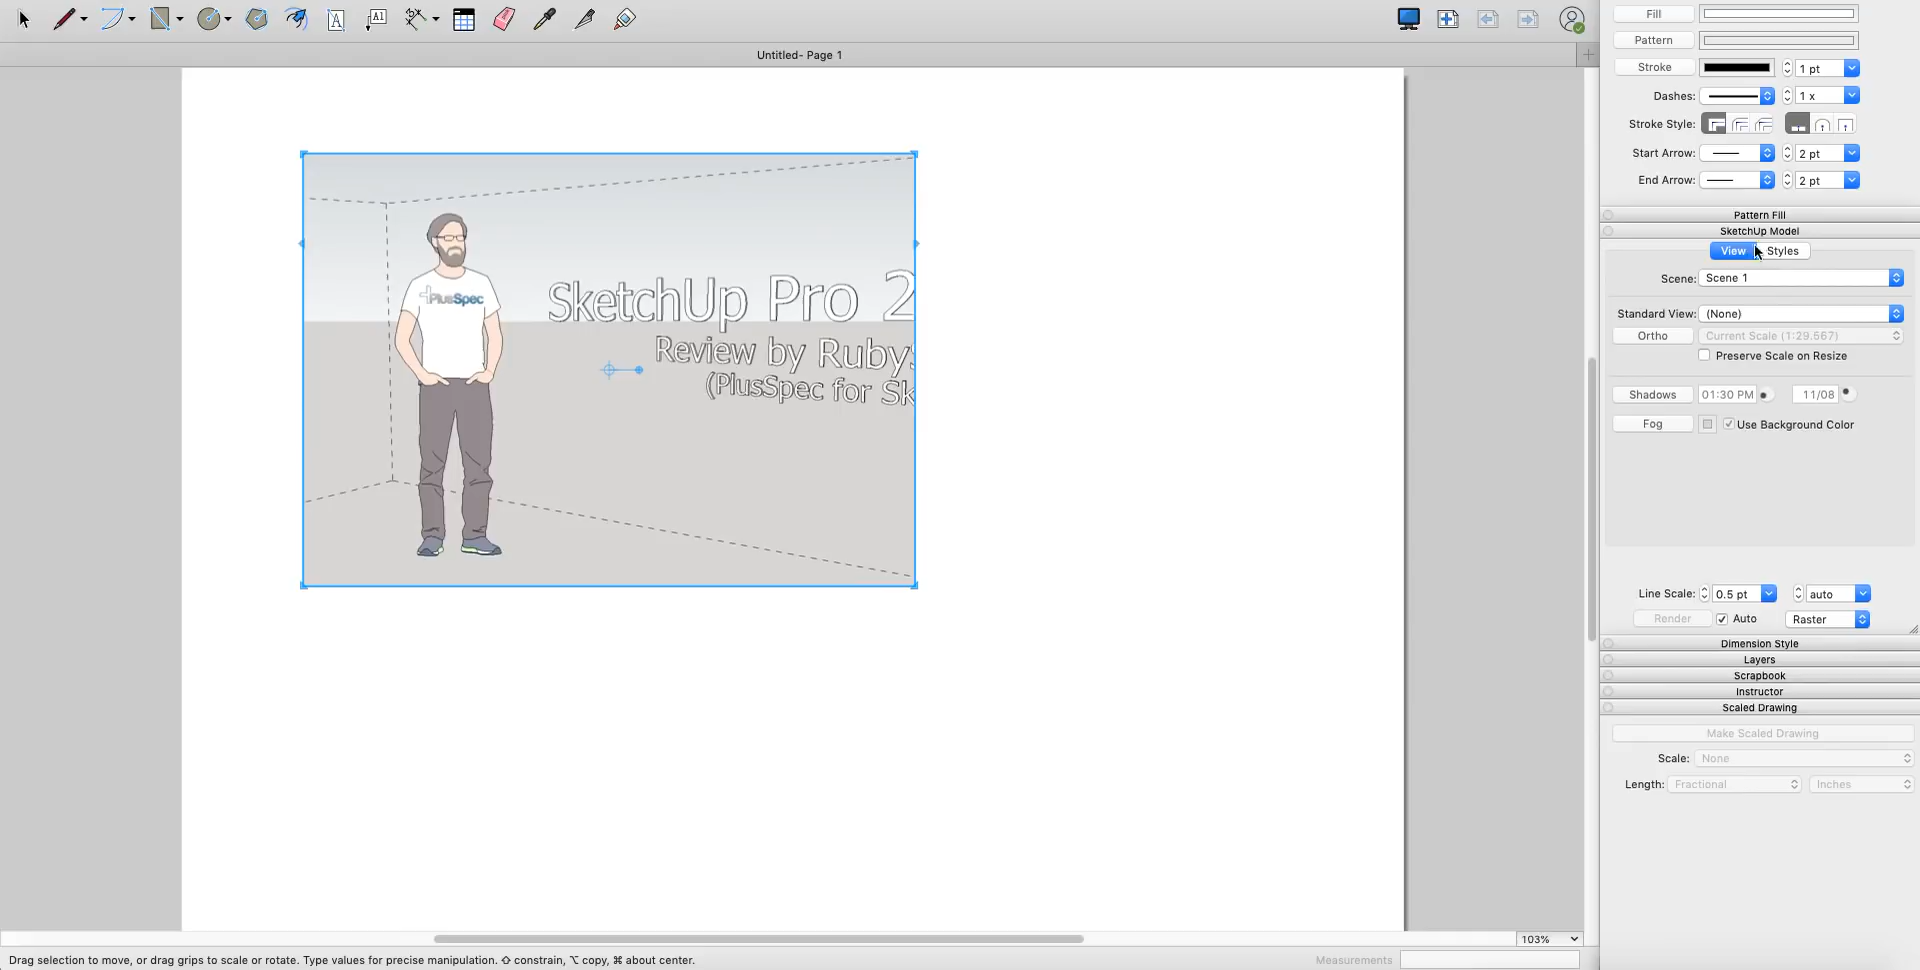 A1
Untitled- Page 1
Fill
Pattern
Stroke
1 pt
Dashes:
1 x
Stroke Style:
Start Arrow:
2 pt
End Arrow:
2 pt
Pattern Fill
SketchUp Model
View
Styles
Scene:
Scene 1
Standard View:
(None)
Ortho
Current Scale (1:29.567)
Preserve Scale on Resize
Shadows
01:30 PM
11/08
Fog
Use Background Color
Line Scale:
0.5 pt
auto
Render
Auto
Raster
Dimension Style
Layers
Scrapbook
Instructor
Scaled Drawing
Make Scaled Drawing
Scale:
None
Length:
Fractional
Inches
PlusSpec
SketchUp Pro 2
Review by Ruby
(PlusSpec for Sk
103%
Drag selection to move, or drag grips to scale or rotate. Type values for precise manipulation. ⇧ constrain, ⌥ copy, ⌘ about center.
Measurements